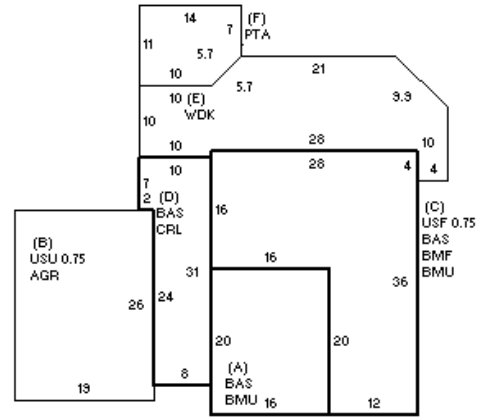 14
(F)
PTA
7
11
5.7
10
21
5.7
10
(E)
WDK
9.9
10
10
10
4
28
10
28
4
7
2
(D)
BAS
CRL
16
(C)
USF 0.75
BAS
BMF
BMU
(B)
USU 0.75
AGR
31
16
36
26
24
20
20
8
(A)
BAS
BMU
16
12
19